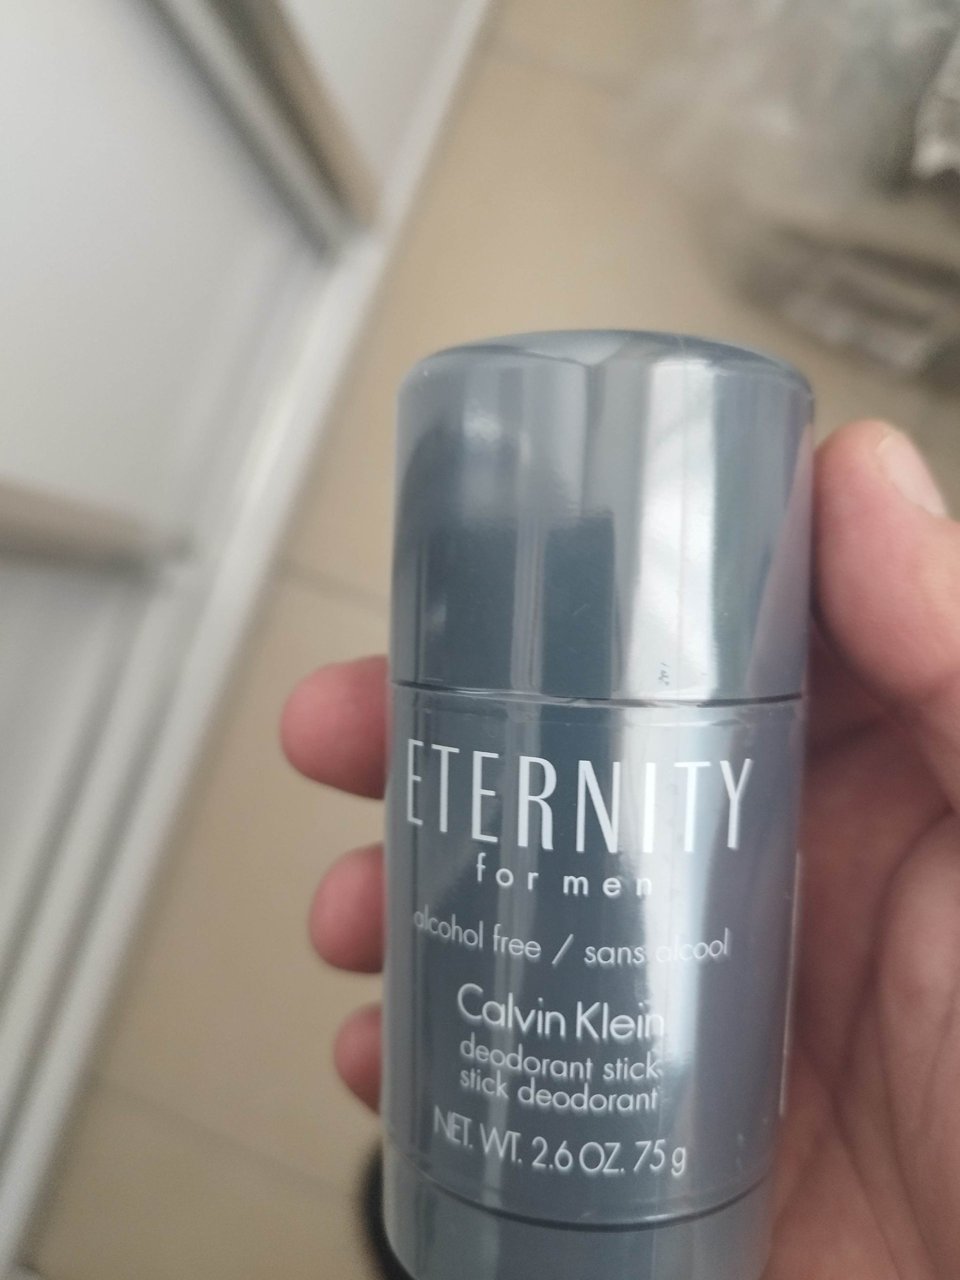 ETERNITY
for men
alcohol free / sans alcool
Calvin Klein
deodorant stick
stick deodorant
NET. WT. 2.6 OZ. 75 g